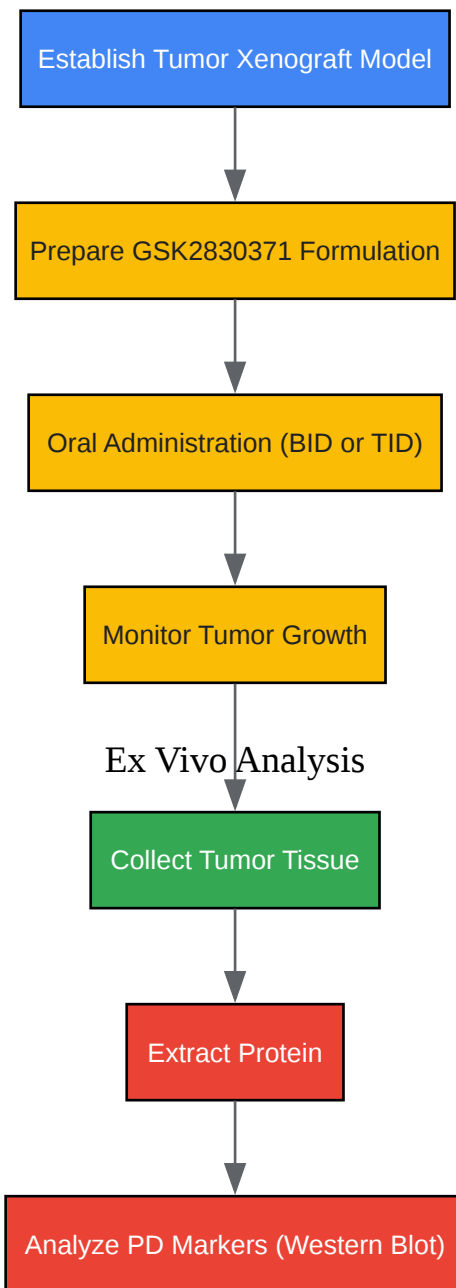 Establish Tumor Xenograft Model
Prepare GSK2830371 Formulation
Oral Administration (BID or TID)
Monitor Tumor Growth
Ex Vivo Analysis
Collect Tumor Tissue
Extract Protein
Analyze PD Markers (Western Blot)